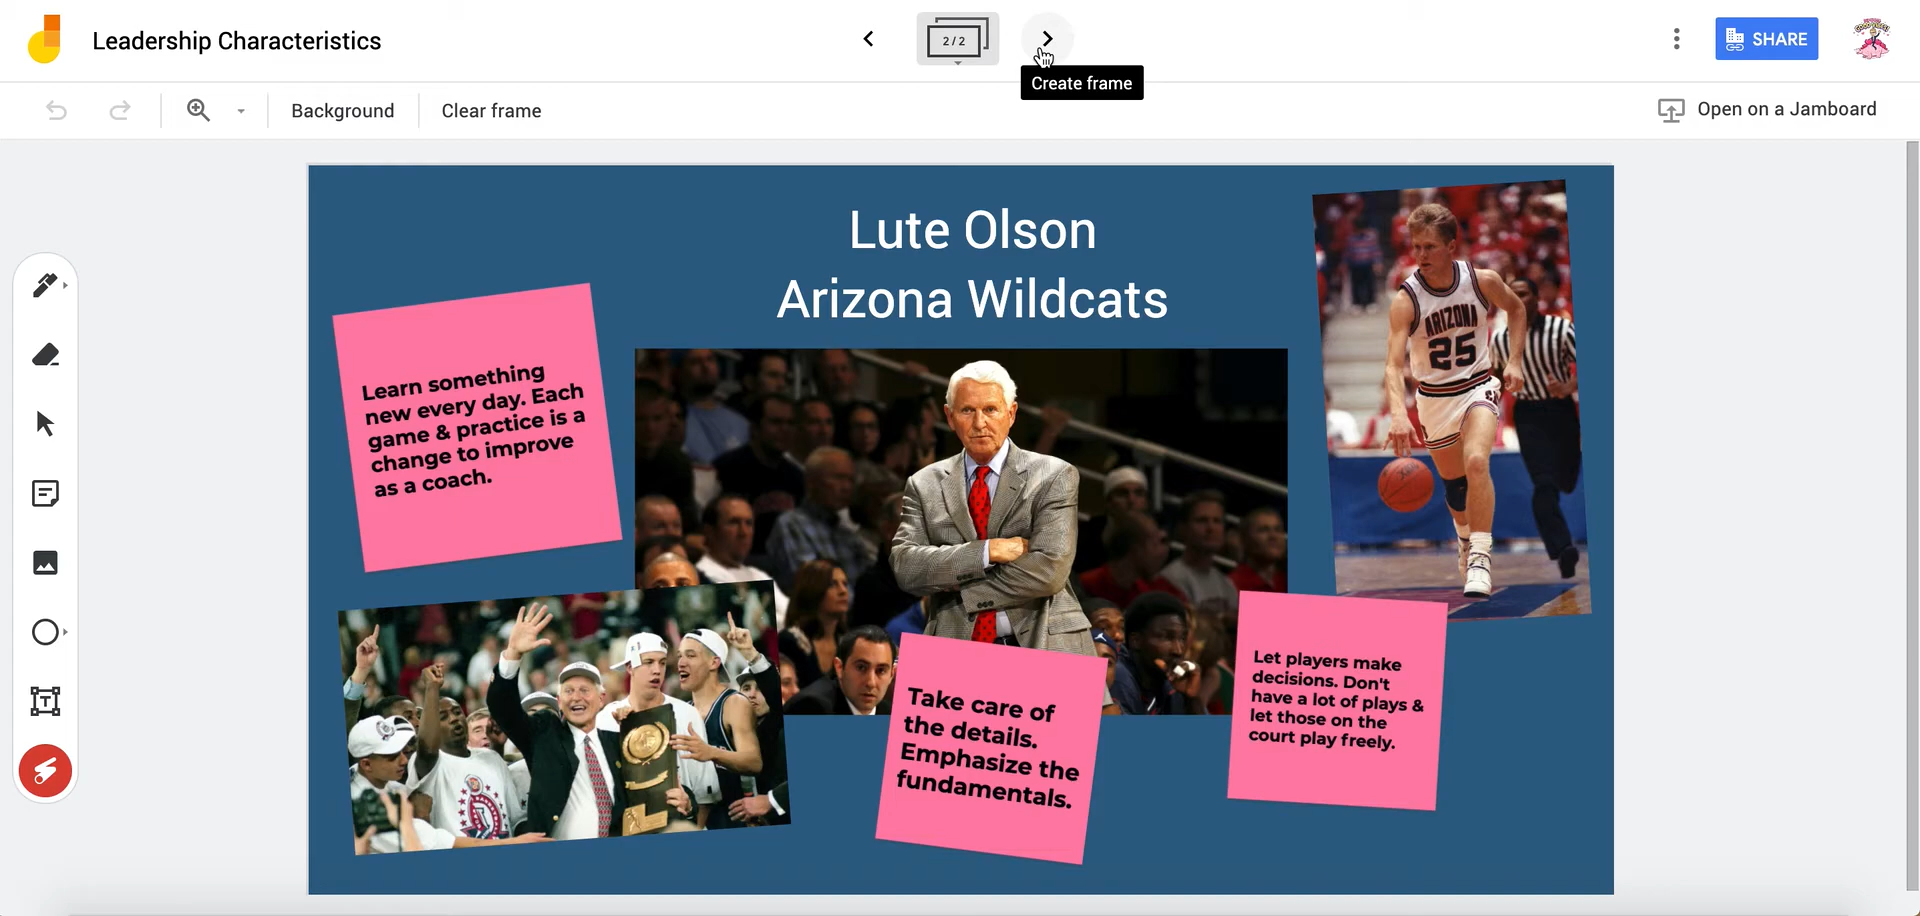 Leadership Characteristics
2 / 2
SHARE
Create frame
Background
Clear frame
Open on a Jamboard
Lute Olson
Arizona Wildcats
Learn something
new every day. Each
game & practice is a
change to improve
as a coach.
ARIZONA
25
Take care of
the details.
Emphasize the
fundamentals.
Let players make
decisions. Don't
have a lot of plays &
let those on the
court play freely.